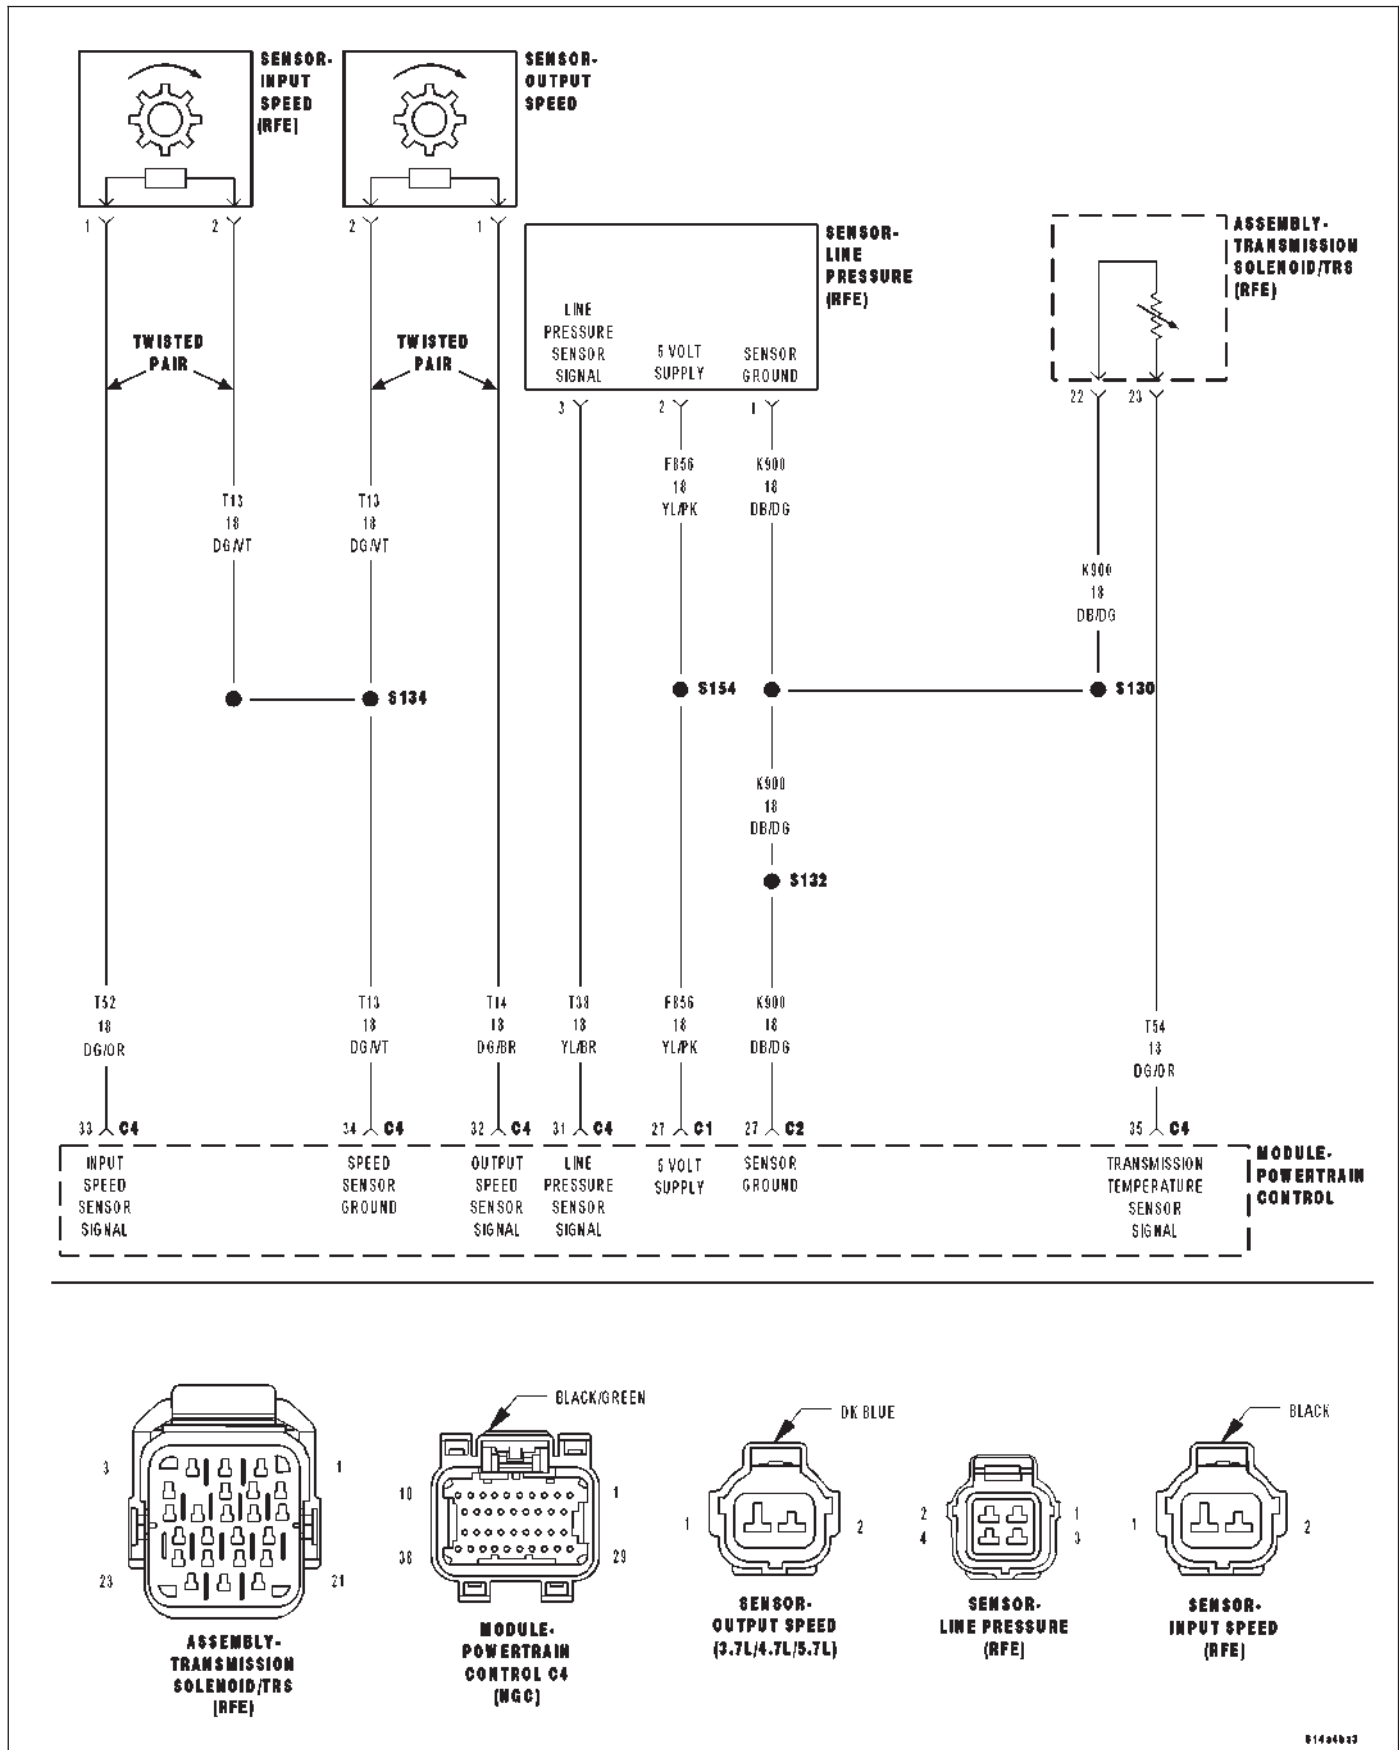 SENSOR-
INPUT
SPEED
(RFE)
SENSOR-
OUTPUT
SPEED
1
2
2
1
SENSOR-
LINE
PRESSURE
(RFE)
LINE
PRESSURE
SENSOR
SIGNAL
5 VOLT
SUPPLY
SENSOR
GROUND
ASSEMBLY-
TRANSMISSION
SOLENOID/TRS
(RFE)
TWISTED
PAIR
TWISTED
PAIR
3
2
1
22
23
T13
18
DG/VT
T13
18
DG/VT
F856
18
YL/PK
K900
18
DB/DG
K900
18
DB/DG
S134
S154
S130
K900
18
DB/DG
S132
T52
18
DG/OR
T13
18
DG/VT
T14
18
DG/BR
T38
18
YL/BR
F856
18
YL/PK
K900
18
DB/DG
T54
18
DG/OR
33 C4
34 C4
32 C4
31 C4
27 C1
27 C2
35 C4
INPUT
SPEED
SENSOR
SIGNAL
SPEED
SENSOR
GROUND
OUTPUT
SPEED
SENSOR
SIGNAL
LINE
PRESSURE
SENSOR
SIGNAL
5 VOLT
SUPPLY
SENSOR
GROUND
TRANSMISSION
TEMPERATURE
SENSOR
SIGNAL
MODULE-
POWERTRAIN
CONTROL
3
1
23
21
ASSEMBLY-
TRANSMISSION
SOLENOID/TRS
(RFE)
BLACK/GREEN
10
1
38
29
MODULE-
POWERTRAIN
CONTROL C4
(NGC)
DK BLUE
1
2
SENSOR-
OUTPUT SPEED
(3.7L/4.7L/5.7L)
2
1
4
3
SENSOR-
LINE PRESSURE
(RFE)
BLACK
1
2
SENSOR-
INPUT SPEED
(RFE)